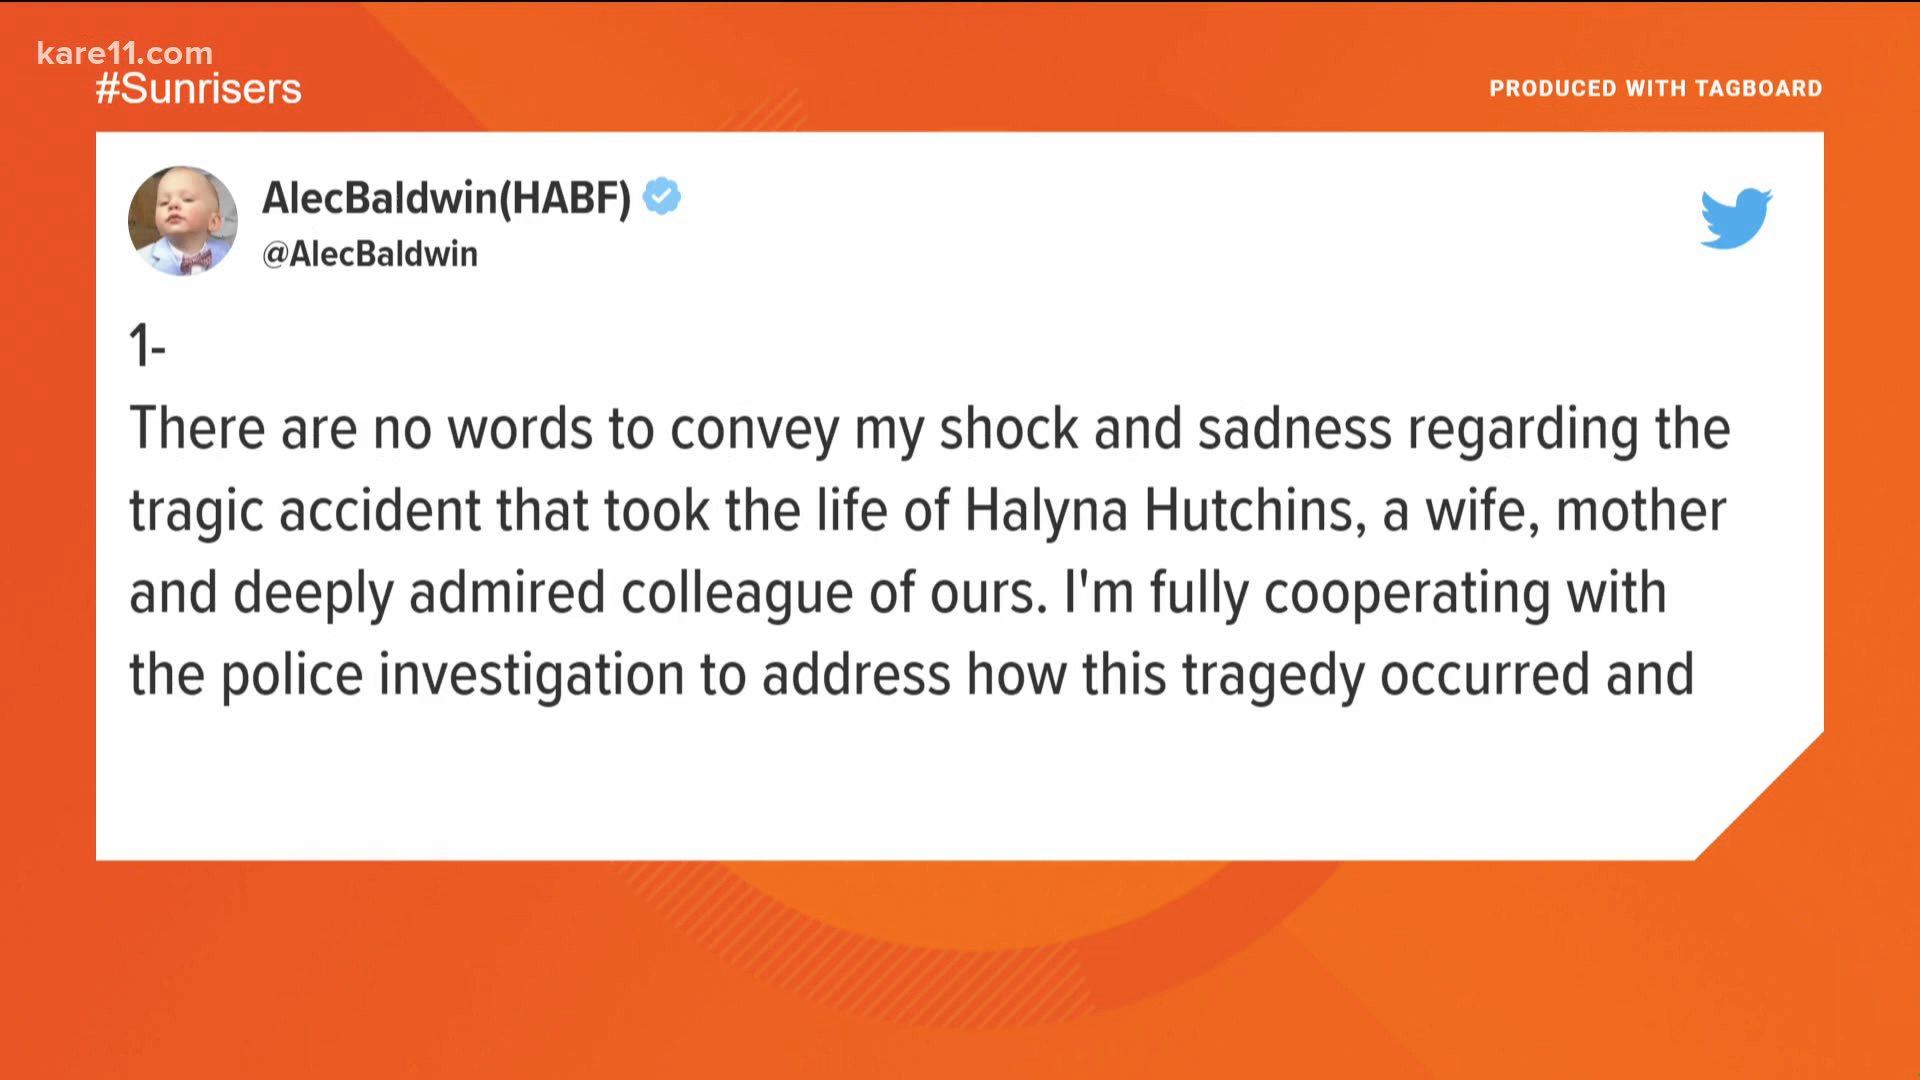 kare11.com
#Sunrisers
PRODUCED WITH TAGBOARD
AlecBaldwin(HABF)
@AlecBaldwin
1-
There are no words to convey my shock and sadness regarding the
tragic accident that took the life of Halyna Hutchins, a wife, mother
and deeply admired colleague of ours. I'm fully cooperating with
the police investigation to address how this tragedy occurred and